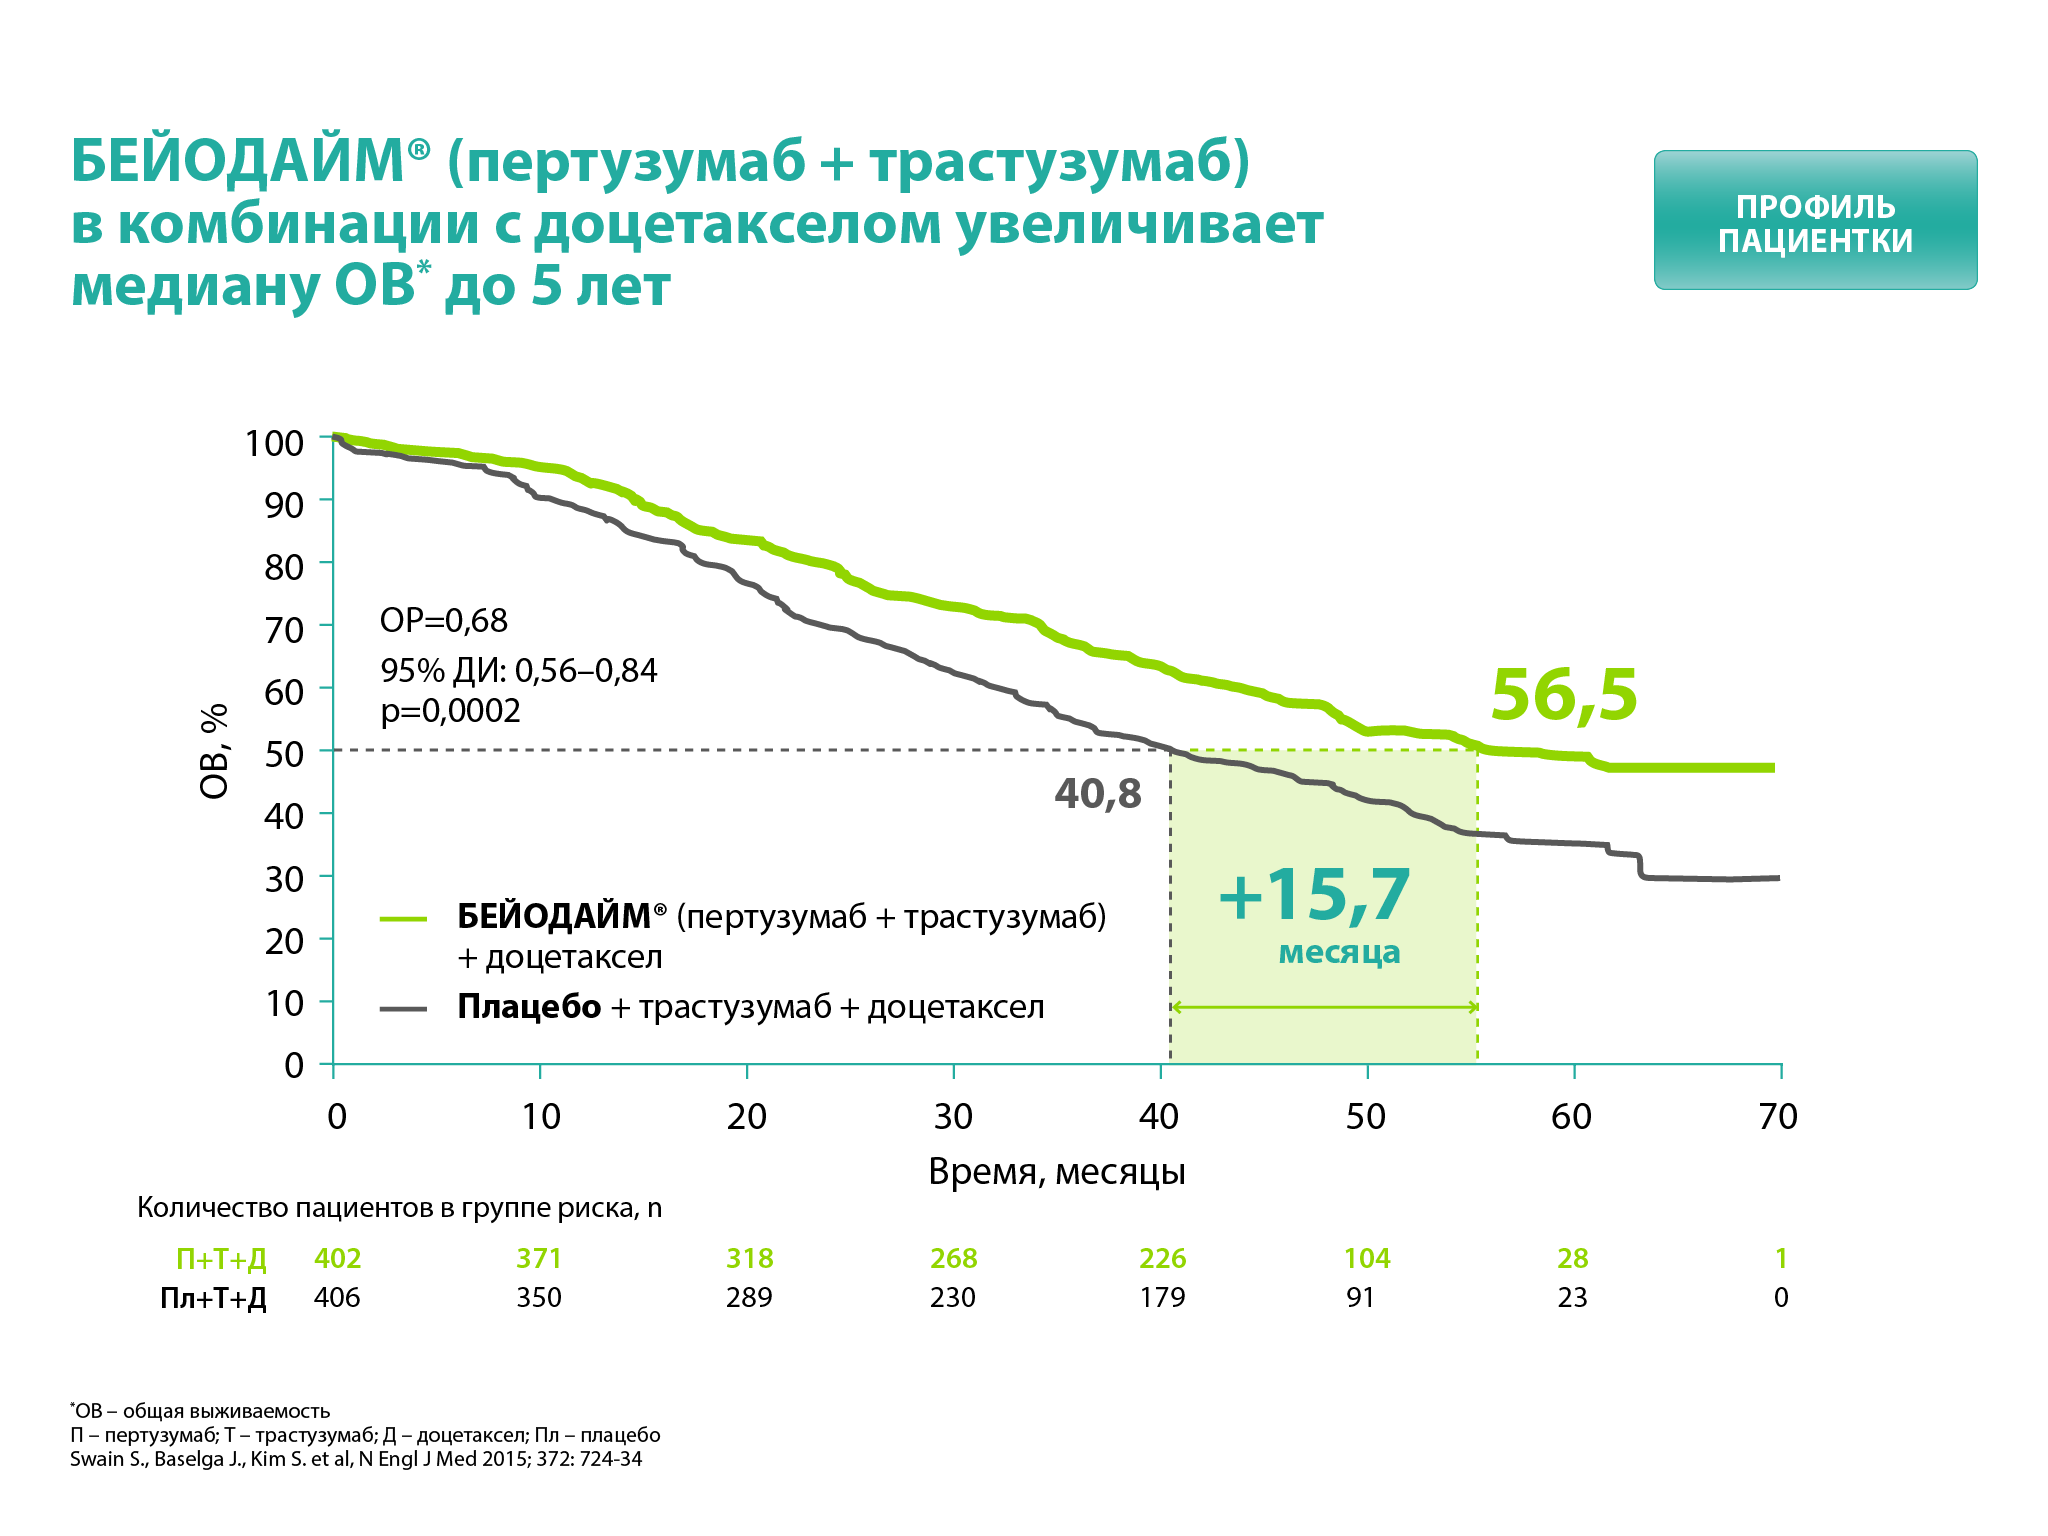 БЕЙОДАЙМ® (пертузумаб + трастузумаб)
в комбинации с доцетакселом увеличивает
медиану ОВ* до 5 лет
ПРОФИЛЬ
ПАЦИЕНТКИ
100
90
80
70
60
50
40
30
20
10
0
ОВ, %
ОР=0,68
95% ДИ: 0,56–0,84
p=0,0002
56,5
40,8
+15,7
месяца
БЕЙОДАЙМ® (пертузумаб + трастузумаб)
+ доцетаксел
Плацебо + трастузумаб + доцетаксел
0 10 20 30 40 50 60 70
Время, месяцы
Количество пациентов в группе риска, n
П+Т+Д 402 371 318 268 226 104 28 1
Пл+Т+Д 406 350 289 230 179 91 23 0
*ОВ – общая выживаемость
П – пертузумаб; Т – трастузумаб; Д – доцетаксел; Пл – плацебо
Swain S., Baselga J., Kim S. et al, N Engl J Med 2015; 372: 724-34